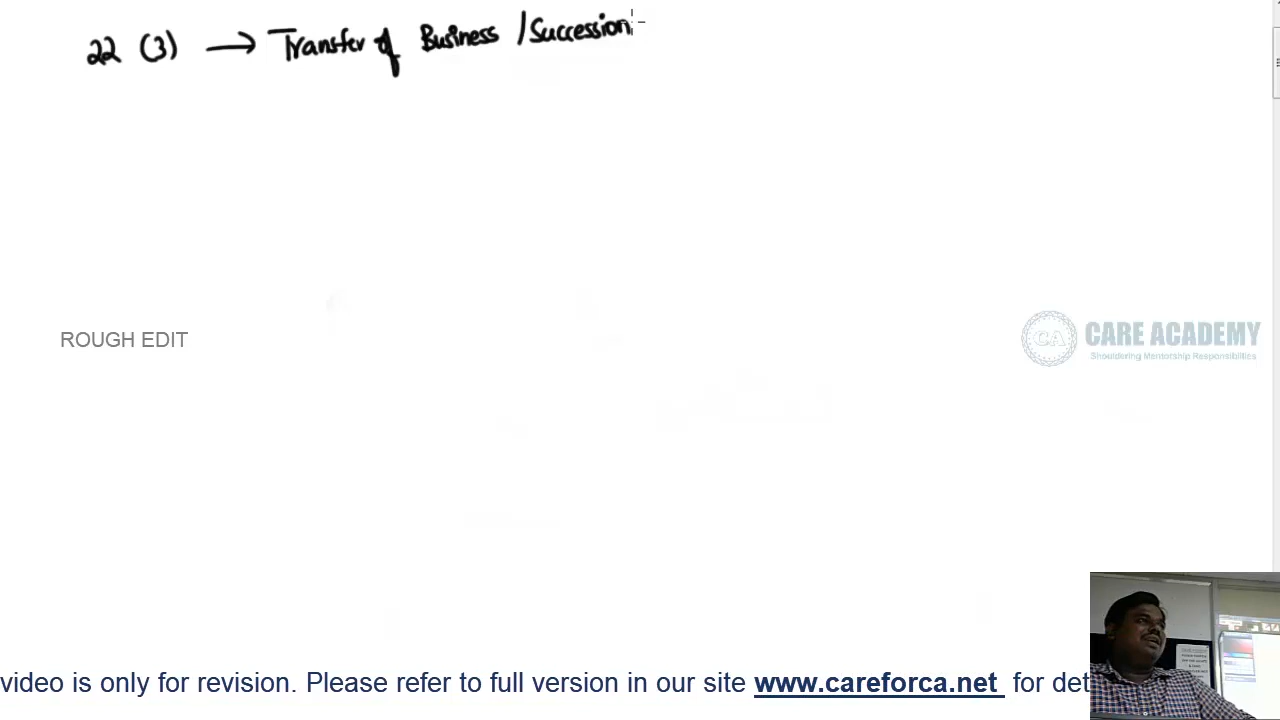 22 (3) → Transfer of Business / Succession
ROUGH EDIT
CA CARE ACADEMY
Shouldering Mentorship Responsibilities
video is only for revision. Please refer to full version in our site www.careforca.net for det